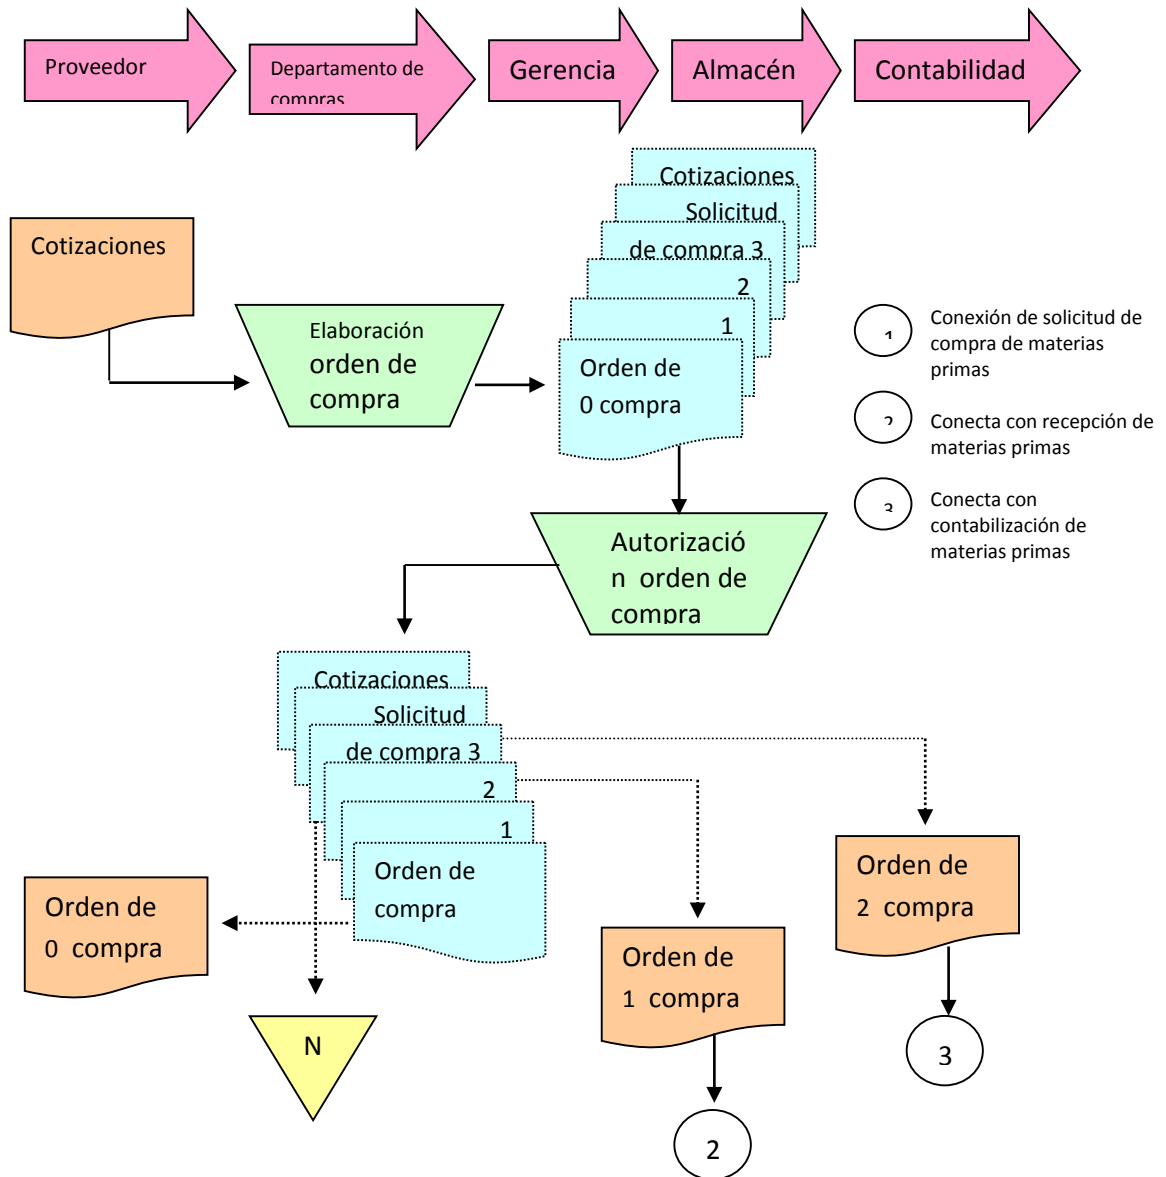 Proveedor
Departamento de
compras
Gerencia
Almacén
Contabilidad
Cotizaciones
Solicitud
de compra 3
2
1
Orden de
0 compra
Cotizaciones
Elaboración
orden de
compra
1
Conexión de solicitud de
compra de materias
primas
2
Conecta con recepción de
materias primas
3
Conecta con
contabilización de
materias primas
Autorizació
n orden de
compra
Cotizaciones
Solicitud
de compra 3
2
1
Orden de
compra
Orden de
0 compra
N
Orden de
1 compra
2
Orden de
2 compra
3